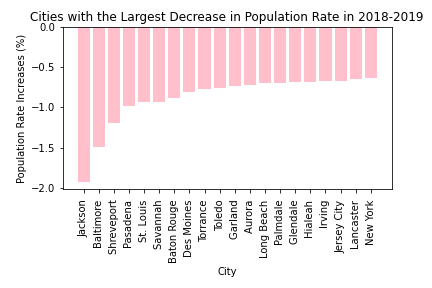 Cities with the Largest Decrease in Population Rate in 2018-2019
Population Rate Increases (%)
0.0
−0.5
−1.0
−1.5
−2.0
Jackson
Baltimore
Shreveport
Pasadena
St. Louis
Savannah
Baton Rouge
Des Moines
Torrance
Toledo
Garland
Aurora
Long Beach
Palmdale
Glendale
Hialeah
Irving
Jersey City
Lancaster
New York
City